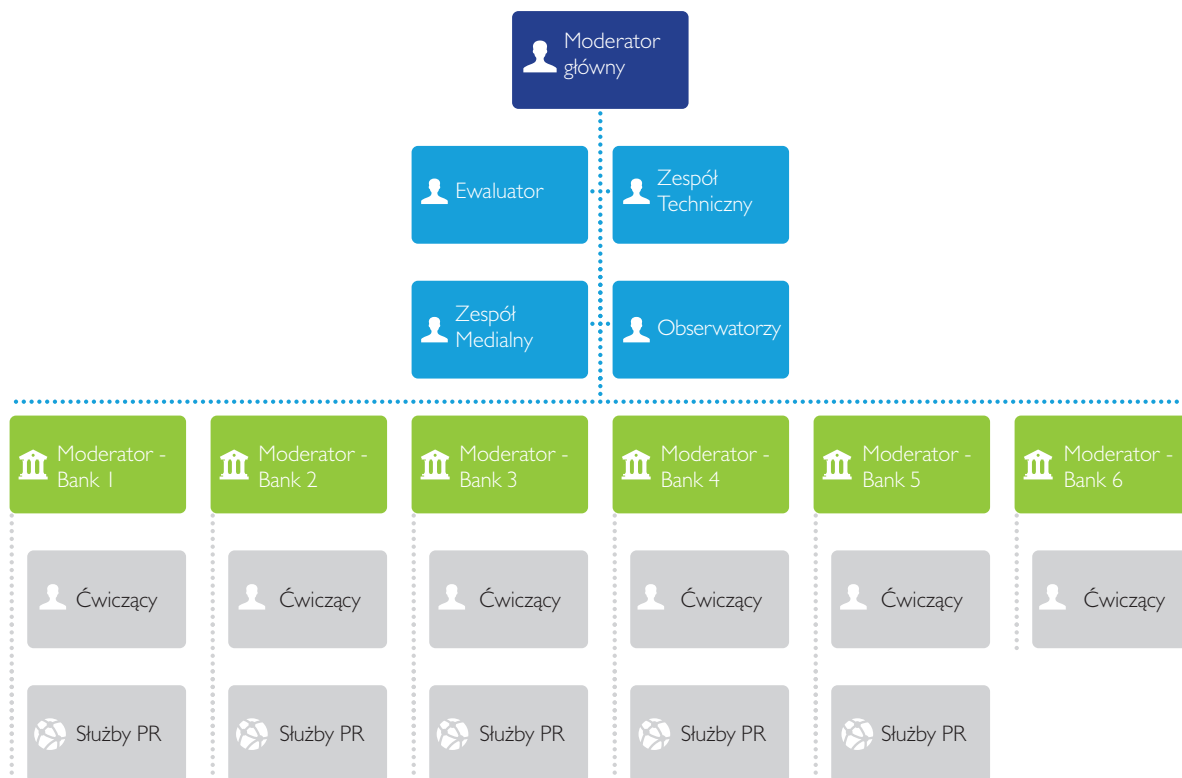 Moderator
główny
Ewaluator
Zespół
Techniczny
Zespół
Medialny
Obserwatorzy
Moderator -
Bank 1
Moderator -
Bank 2
Moderator -
Bank 3
Moderator -
Bank 4
Moderator -
Bank 5
Moderator -
Bank 6
Ćwiczący
Ćwiczący
Ćwiczący
Ćwiczący
Ćwiczący
Ćwiczący
Służby PR
Służby PR
Służby PR
Służby PR
Służby PR